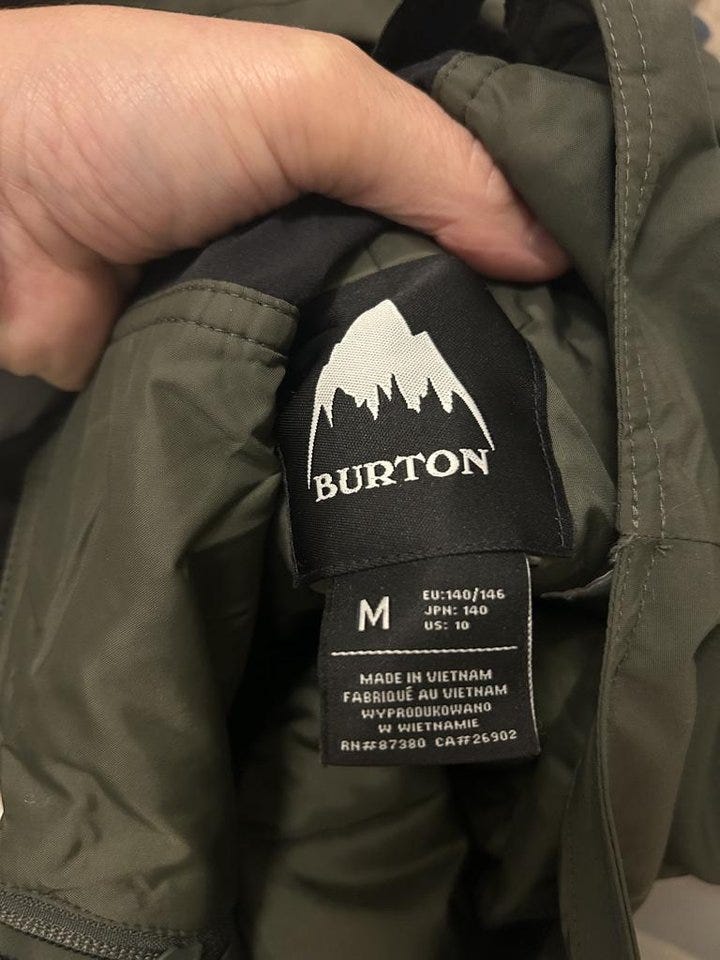 BURTON
M
EU:140/146
JPN: 140
US: 10
MADE IN VIETNAM
FABRIQUÉ AU VIETNAM
WYPRODUKOWANO
W WIETNAMIE
RN#87380 CA#26902